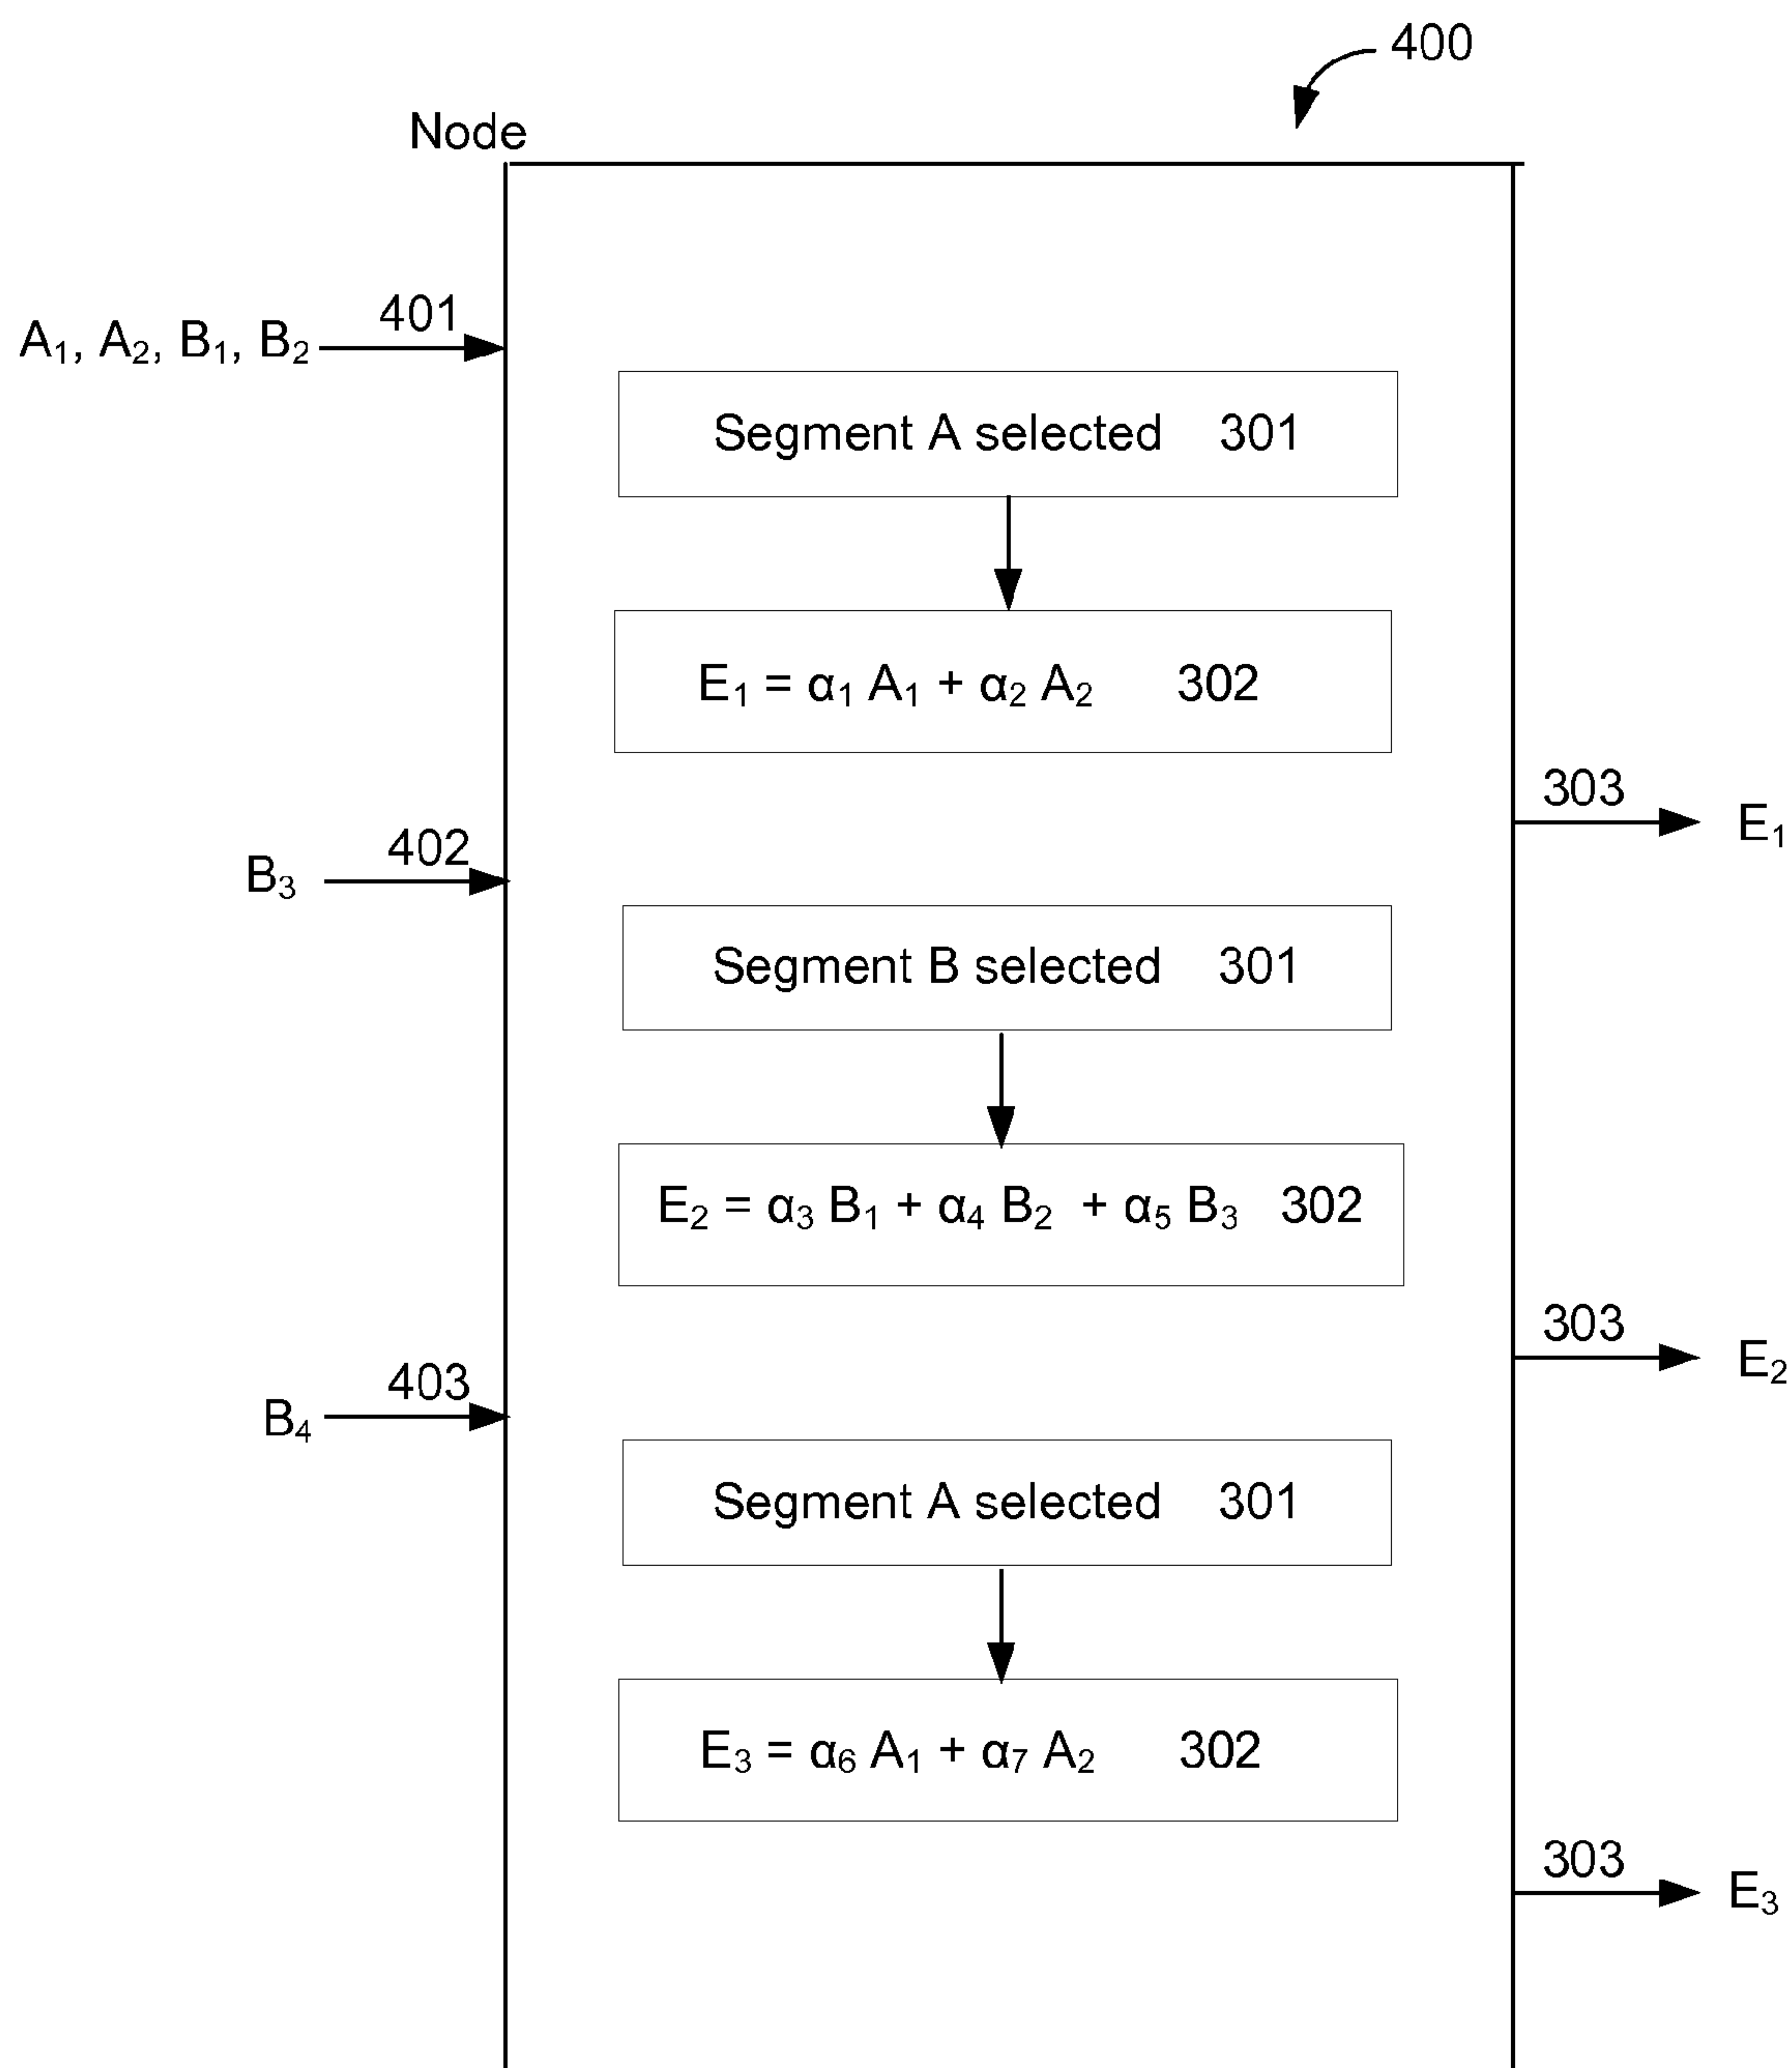 400
Node
401
A₁, A₂, B₁, B₂
Segment A selected 301
E₁ = α₁ A₁ + α₂ A₂ 302
303
E₁
402
B₃
Segment B selected 301
E₂ = α₃ B₁ + α₄ B₂ + α₅ B₃ 302
303
E₂
403
B₄
Segment A selected 301
E₃ = α₆ A₁ + α₇ A₂ 302
303
E₃